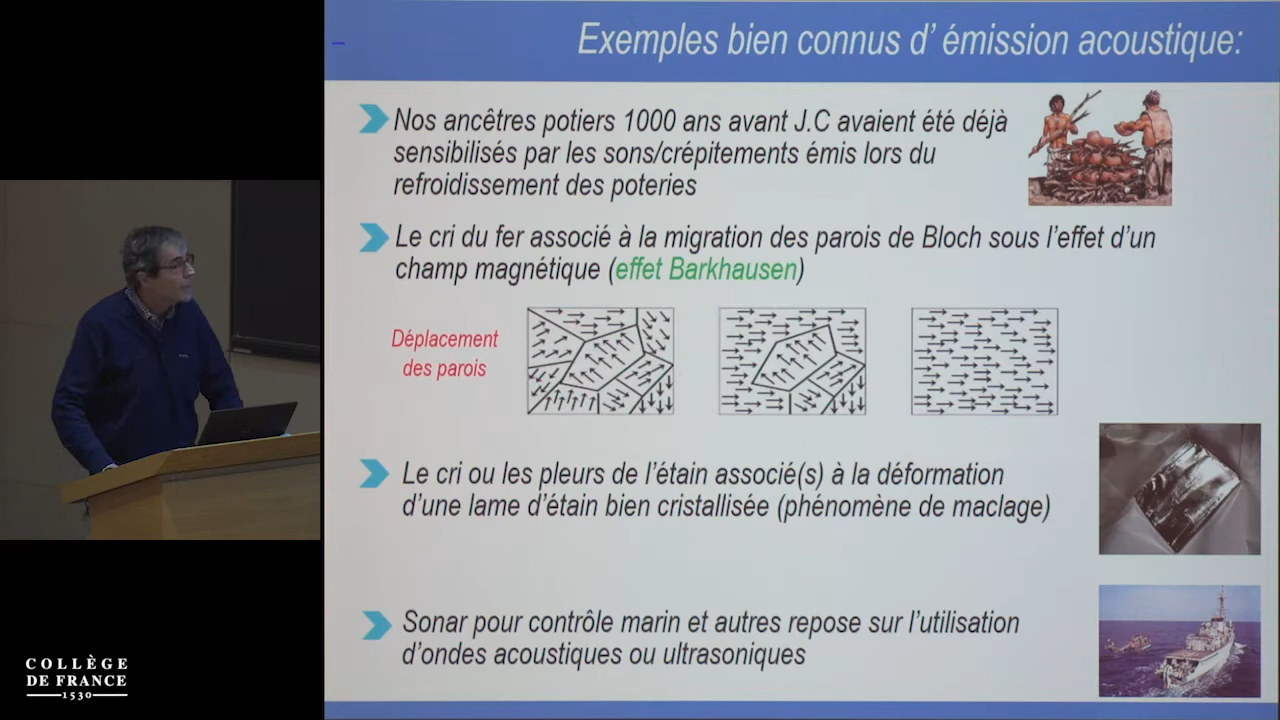 Exemples bien connus d' émission acoustique:
Nos ancêtres potiers 1000 ans avant J.C avaient été déjà
sensibilisés par les sons/crépitements émis lors du
refroidissement des poteries
Le cri du fer associé à la migration des parois de Bloch sous l'effet d'un
champ magnétique (effet Barkhausen)
Déplacement
des parois
Le cri ou les pleurs de l'étain associé(s) à la déformation
d'une lame d'étain bien cristallisée (phénomène de maclage)
Sonar pour contrôle marin et autres repose sur l'utilisation
d'ondes acoustiques ou ultrasoniques
COLLÈGE
DE FRANCE
1530